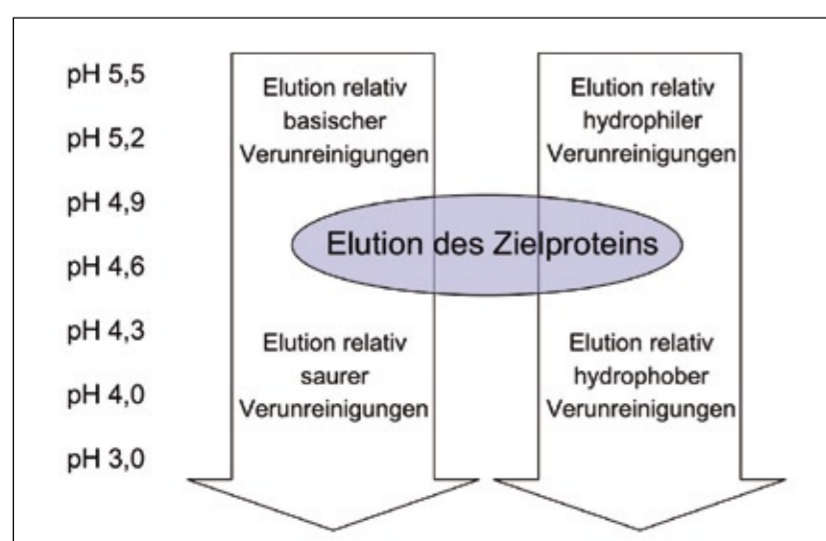 pH 5,5
pH 5,2
pH 4,9
pH 4,6
pH 4,3
pH 4,0
pH 3,0
Elution relativ
basischer
Verunreinigungen
Elution relativ
hydrophiler
Verunreinigungen
Elution des Zielproteins
Elution relativ
saurer
Verunreinigungen
Elution relativ
hydrophober
Verunreinigungen